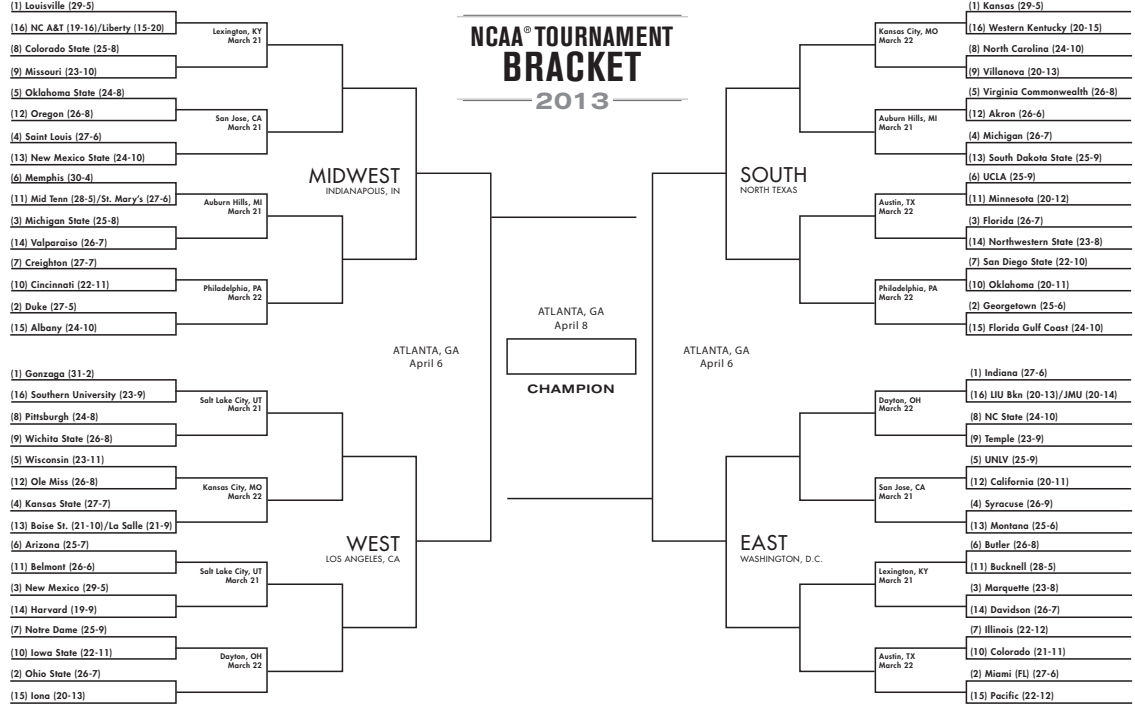 NCAA® TOURNAMENT
BRACKET
2013
(1) Louisville (29-5)
(16) NC A&T (19-16)/Liberty (15-20)
Lexington, KY
March 21
(8) Colorado State (25-8)
(9) Missouri (23-10)
(5) Oklahoma State (24-8)
(12) Oregon (26-8)
San Jose, CA
March 21
(4) Saint Louis (27-6)
(13) New Mexico State (24-10)
MIDWEST
INDIANAPOLIS, IN
(6) Memphis (30-4)
(11) Mid Tenn (28-5)/St. Mary's (27-6)
Auburn Hills, MI
March 21
(3) Michigan State (25-8)
(14) Valparaiso (26-7)
(7) Creighton (27-7)
(10) Cincinnati (22-11)
Philadelphia, PA
March 22
(2) Duke (27-5)
(15) Albany (24-10)
ATLANTA, GA
April 6
(1) Gonzaga (31-2)
(16) Southern University (23-9)
Salt Lake City, UT
March 21
(8) Pittsburgh (24-8)
(9) Wichita State (26-8)
(5) Wisconsin (23-11)
(12) Ole Miss (26-8)
Kansas City, MO
March 22
(4) Kansas State (27-7)
(13) Boise St. (21-10)/La Salle (21-9)
WEST
LOS ANGELES, CA
(6) Arizona (25-7)
(11) Belmont (26-6)
Salt Lake City, UT
March 21
(3) New Mexico (29-5)
(14) Harvard (19-9)
(7) Notre Dame (25-9)
(10) Iowa State (22-11)
Dayton, OH
March 22
(2) Ohio State (26-7)
(15) Iona (20-13)
ATLANTA, GA
April 8
CHAMPION
(1) Kansas (29-5)
(16) Western Kentucky (20-15)
Kansas City, MO
March 22
(8) North Carolina (24-10)
(9) Villanova (20-13)
(5) Virginia Commonwealth (26-8)
(12) Akron (26-6)
Auburn Hills, MI
March 21
(4) Michigan (26-7)
(13) South Dakota State (25-9)
SOUTH
NORTH TEXAS
(6) UCLA (25-9)
(11) Minnesota (20-12)
Austin, TX
March 22
(3) Florida (26-7)
(14) Northwestern State (23-8)
(7) San Diego State (22-10)
(10) Oklahoma (20-11)
Philadelphia, PA
March 22
(2) Georgetown (25-6)
(15) Florida Gulf Coast (24-10)
ATLANTA, GA
April 6
(1) Indiana (27-6)
(16) LIU Bkn (20-13)/JMU (20-14)
Dayton, OH
March 22
(8) NC State (24-10)
(9) Temple (23-9)
(5) UNLV (25-9)
(12) California (20-11)
San Jose, CA
March 21
(4) Syracuse (26-9)
(13) Montana (25-6)
EAST
WASHINGTON, D.C.
(6) Butler (26-8)
(11) Bucknell (28-5)
Lexington, KY
March 21
(3) Marquette (23-8)
(14) Davidson (26-7)
(7) Illinois (22-12)
(10) Colorado (21-11)
Austin, TX
March 22
(2) Miami (FL) (27-6)
(15) Pacific (22-12)